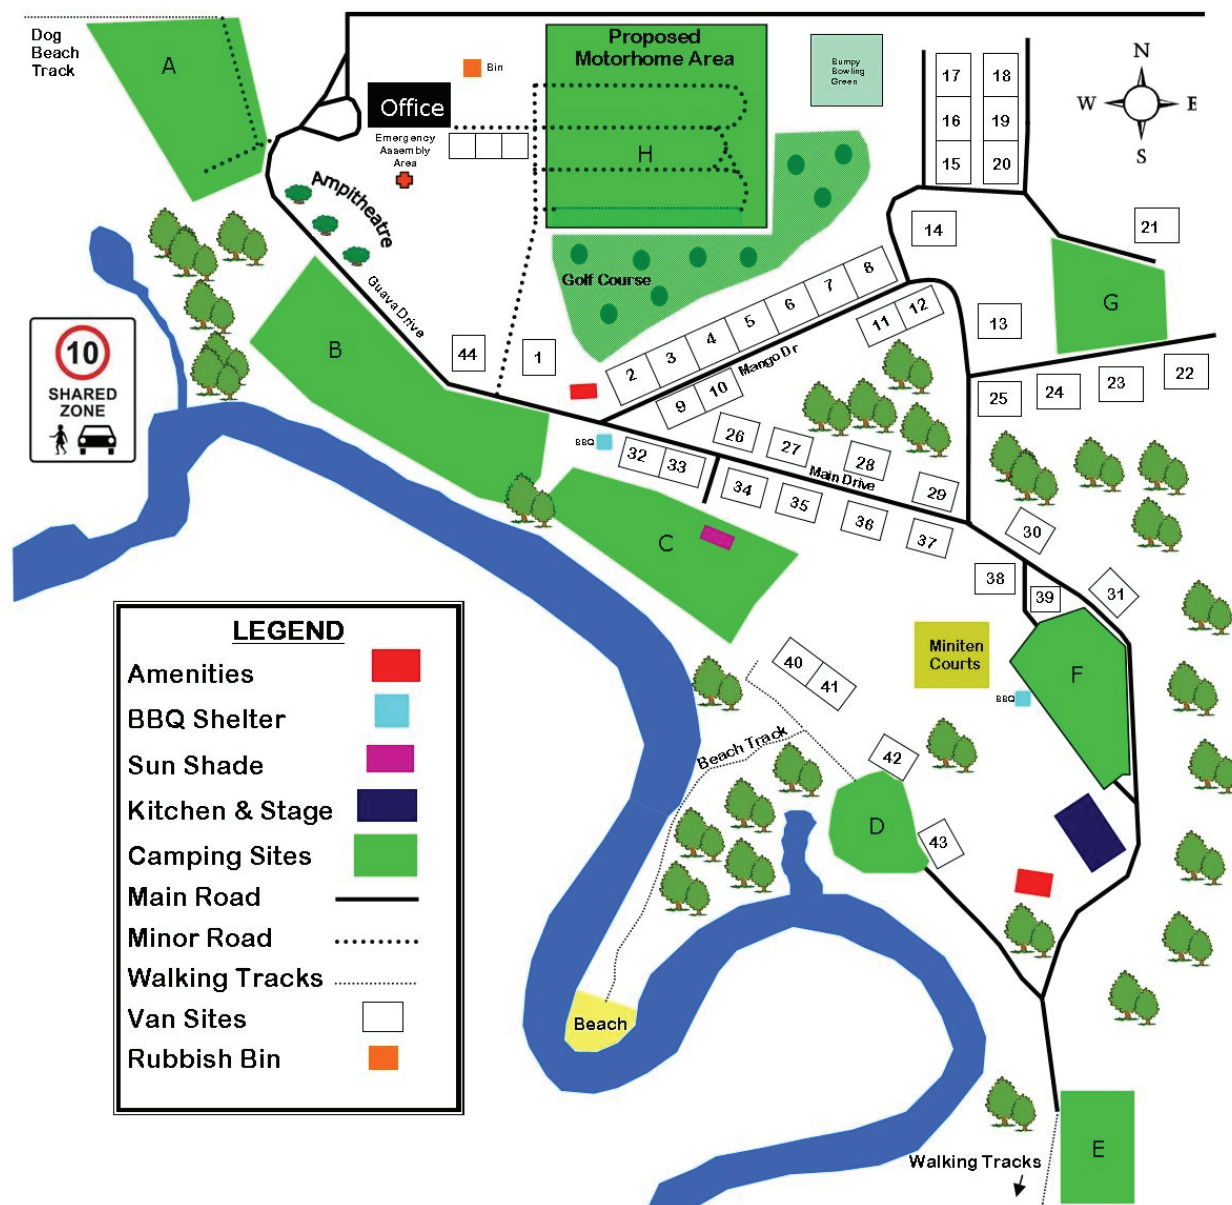 Dog
Beach
Track
A
Bin
Office
Emergency
Assembly
Area
Ampitheatre
Proposed
Motorhome Area
H
Bumpy
Bowling
Green
17
18
16
19
15
20
N
W
E
S
14
21
Golf Course
Guava Drive
B
44
1
2
3
4
5
6
7
8
Mango Dr
9
10
11
12
13
G
25
24
23
22
10
SHARED
ZONE
BBQ
32
33
26
27
28
29
Main Drive
34
35
36
37
C
30
38
39
31
Miniten
Courts
BBQ
F
40
41
Beach Track
42
D
43
Beach
Walking Tracks
E
LEGEND
Amenities
BBQ Shelter
Sun Shade
Kitchen & Stage
Camping Sites
Main Road
Minor Road
Walking Tracks
Van Sites
Rubbish Bin